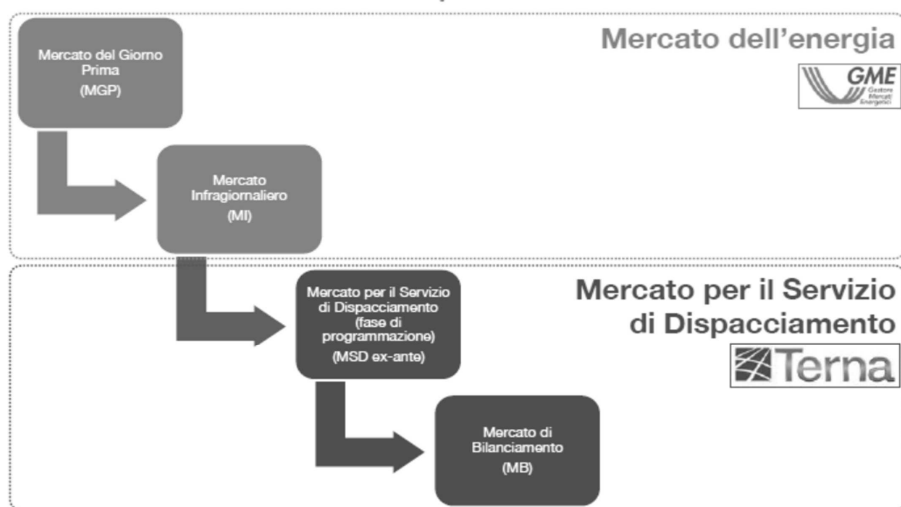 Mercato dell'energia
GME
Gestore
Mercati
Energetici
Mercato del Giorno
Prima
(MGP)
Mercato
Infragiornaliero
(MI)
Mercato per il Servizio
di Dispacciamento
Terna
Mercato per il Servizio
di Dispacciamento
(fase di
programmazione)
(MSD ex-ante)
Mercato di
Bilanciamento
(MB)